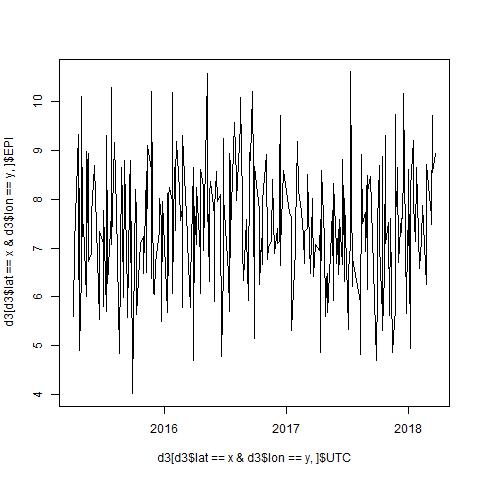 d3[d3$lat == x & d3$lon == y, ]$EPI
10
9
8
7
6
5
4
2016 2017 2018
d3[d3$lat == x & d3$lon == y, ]$UTC